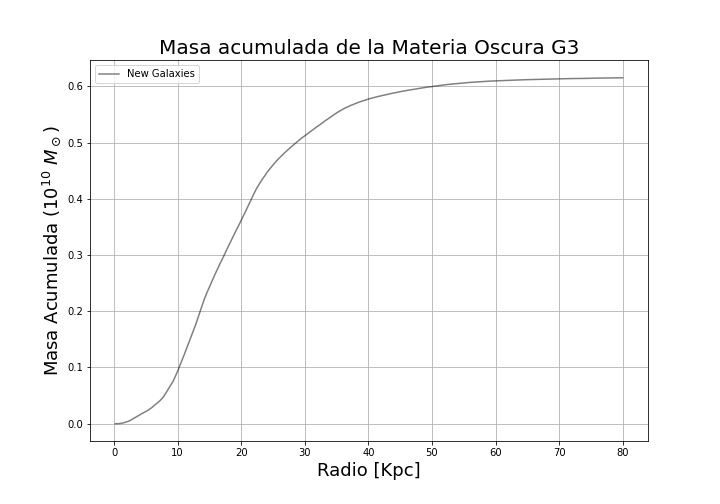 Masa acumulada de la Materia Oscura G3
New Galaxies
Masa Acumulada (10¹⁰ M⊙)
0.6
0.5
0.4
0.3
0.2
0.1
0.0
0 10 20 30 40 50 60 70 80
Radio [Kpc]